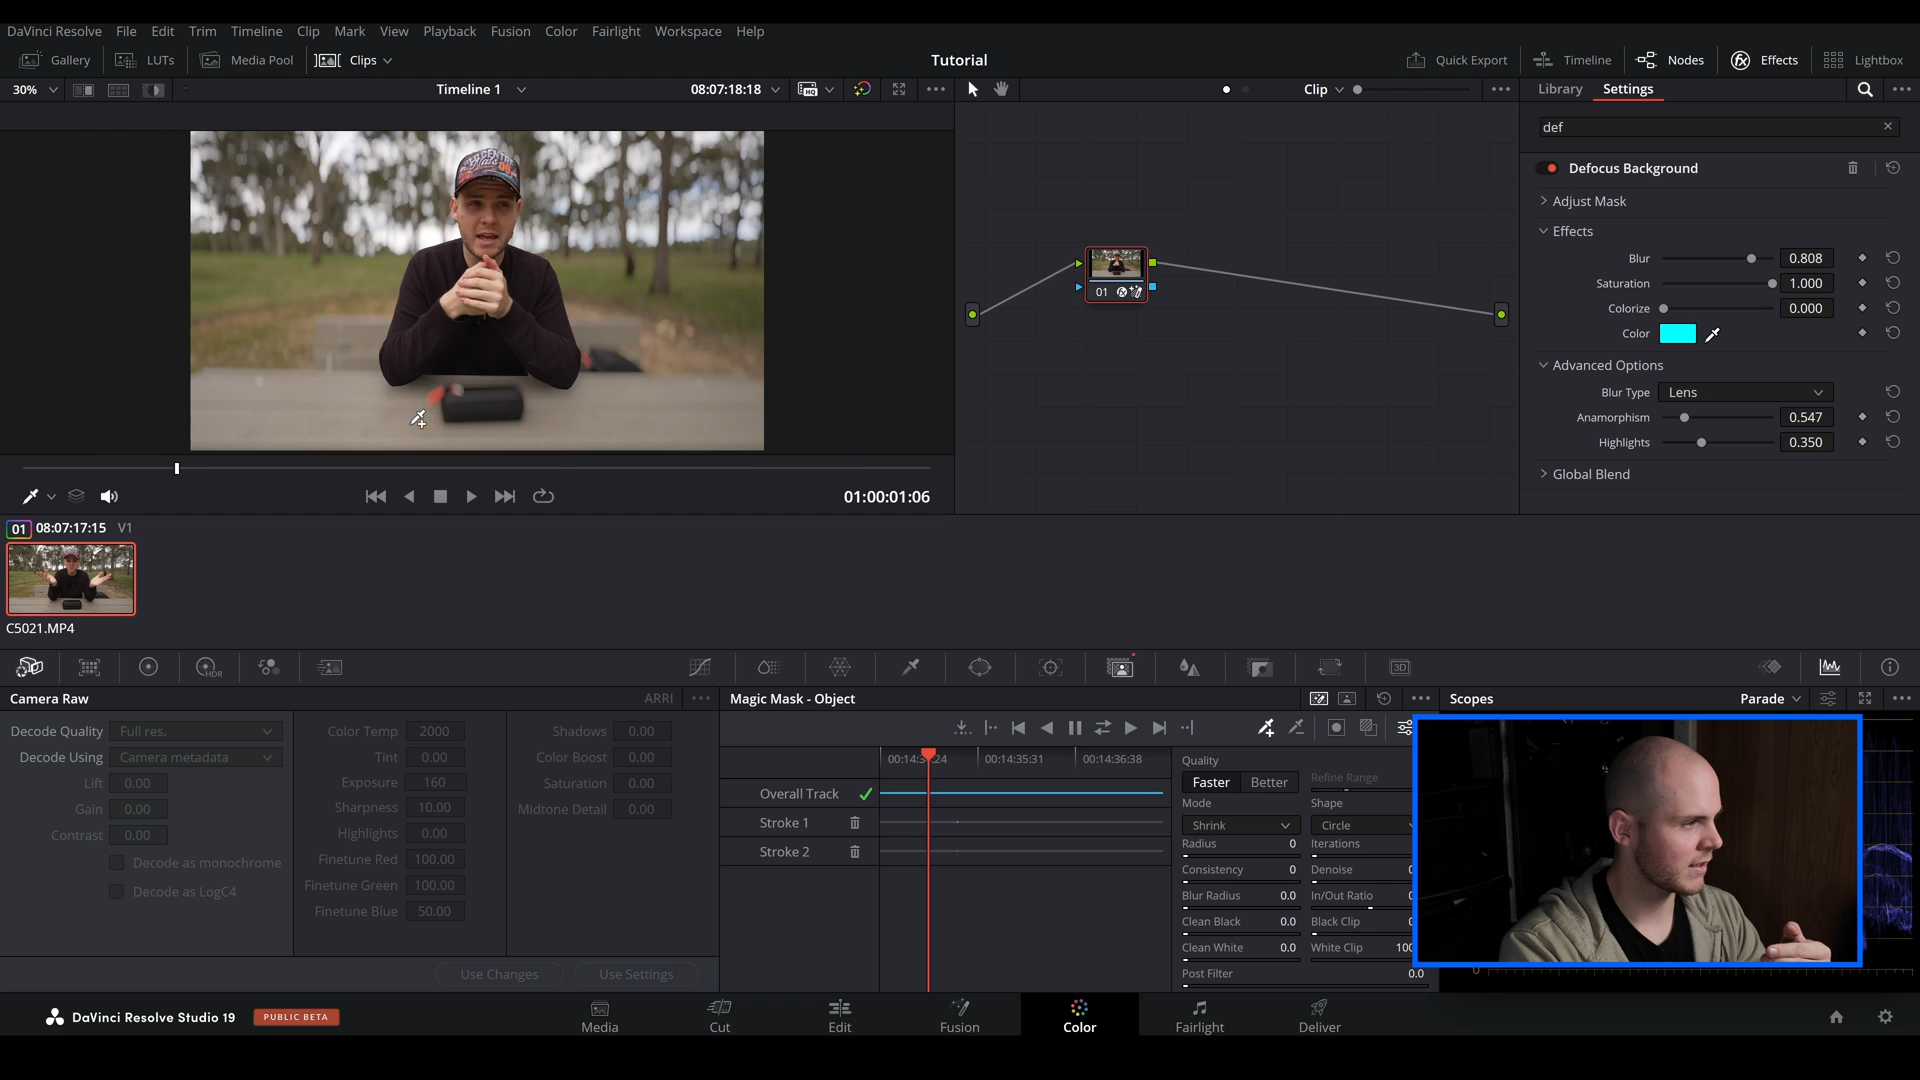 DaVinci Resolve File Edit Trim Timeline Clip Mark View Playback Fusion Color Fairlight Workspace Help
Gallery LUTs Media Pool Clips Tutorial Quick Export Timeline Nodes Effects Lightbox
30% Timeline 1 08:07:18:18 HQ Clip Library Settings
def
Defocus Background
Adjust Mask
Effects
Blur 0.808
Saturation 1.000
Colorize 0.000
Color
Advanced Options
Blur Type Lens
Anamorphism 0.547
Highlights 0.350
Global Blend
01
01:00:01:06
01 08:07:17:15 V1
C5021.MP4
HDR
3D
Camera Raw ARRI
Decode Quality Full res.
Decode Using Camera metadata
Lift 0.00
Gain 0.00
Contrast 0.00
Decode as monochrome
Decode as LogC4
Color Temp 2000
Tint 0.00
Exposure 160
Sharpness 10.00
Highlights 0.00
Finetune Red 100.00
Finetune Green 100.00
Finetune Blue 50.00
Shadows 0.00
Color Boost 0.00
Saturation 0.00
Midtone Detail 0.00
Use Changes Use Settings
Magic Mask - Object
00:14:35:31 00:14:36:38
Overall Track
Stroke 1
Stroke 2
Quality
Faster Better Refine Range
Mode Shape
Shrink Circle
Radius 0 Iterations
Consistency 0 Denoise
Blur Radius 0.0 In/Out Ratio
Clean Black 0.0 Black Clip
Clean White 0.0 White Clip 100
Post Filter 0.0
Scopes Parade
0
DaVinci Resolve Studio 19 PUBLIC BETA
Media Cut Edit Fusion Color Fairlight Deliver